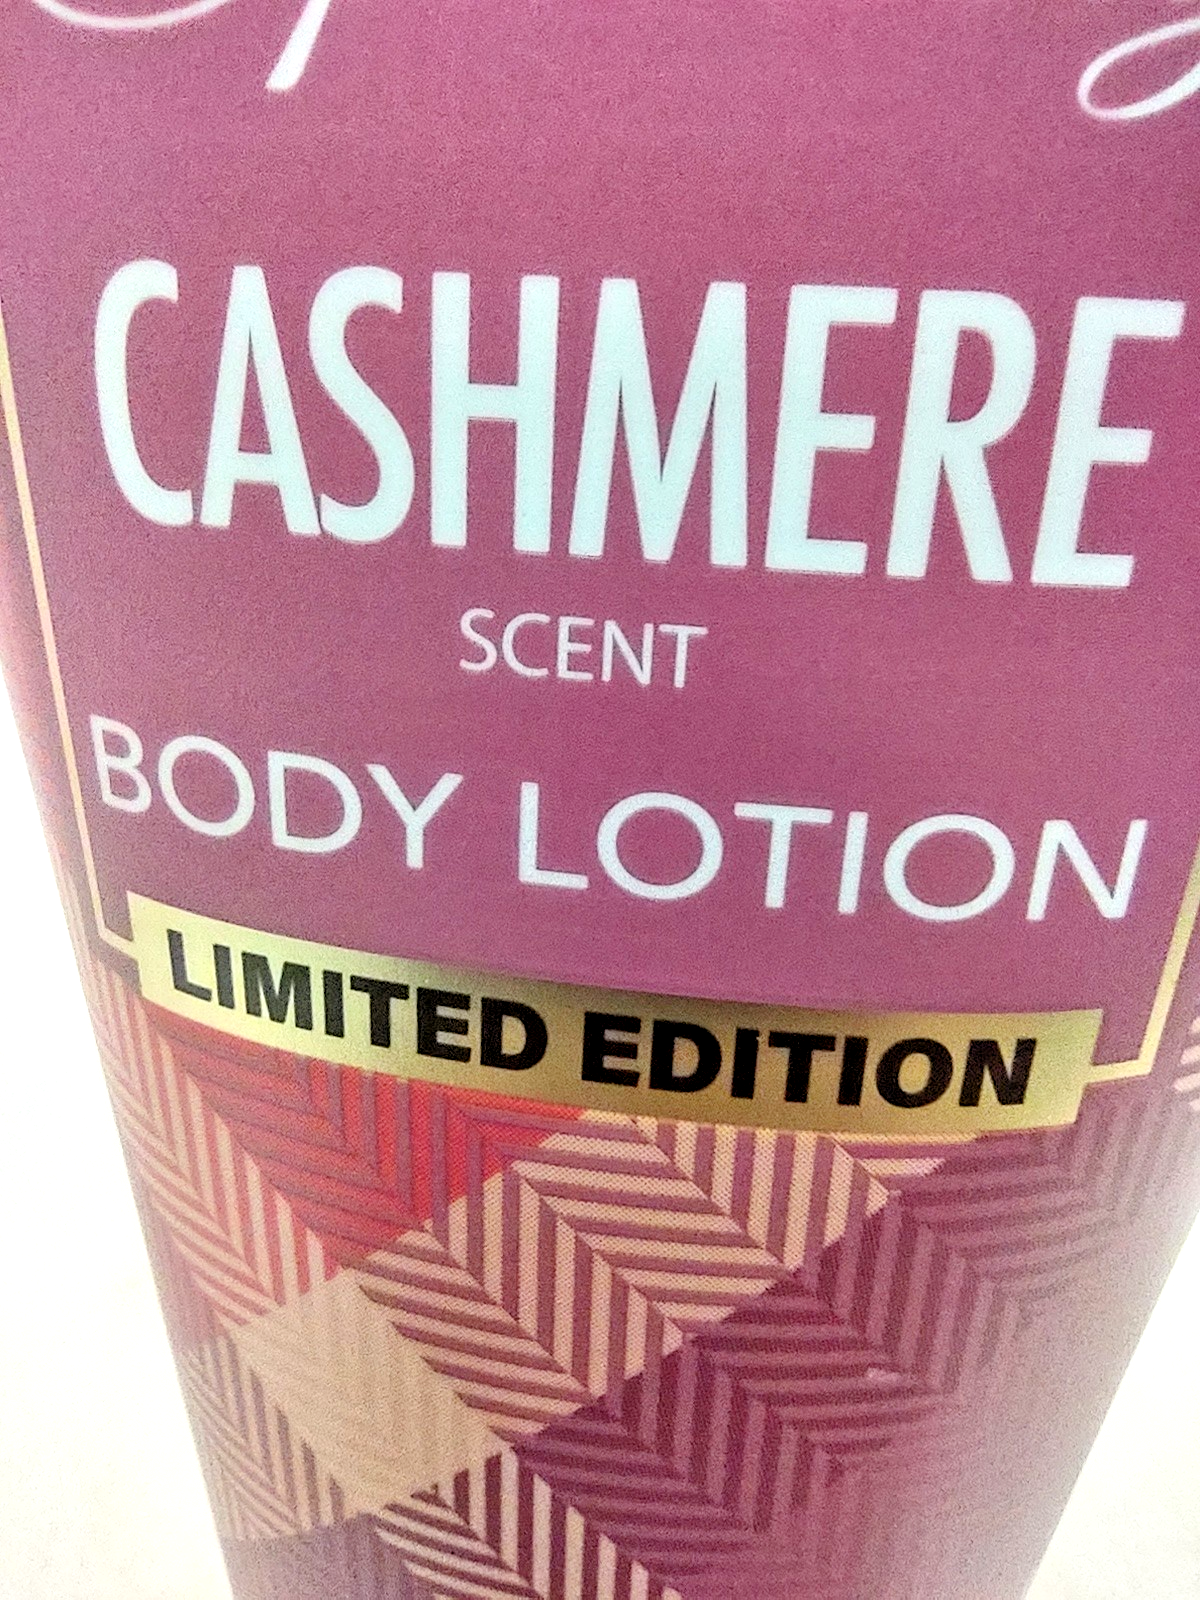 CASHMERE
SCENT
BODY LOTION
LIMITED EDITION